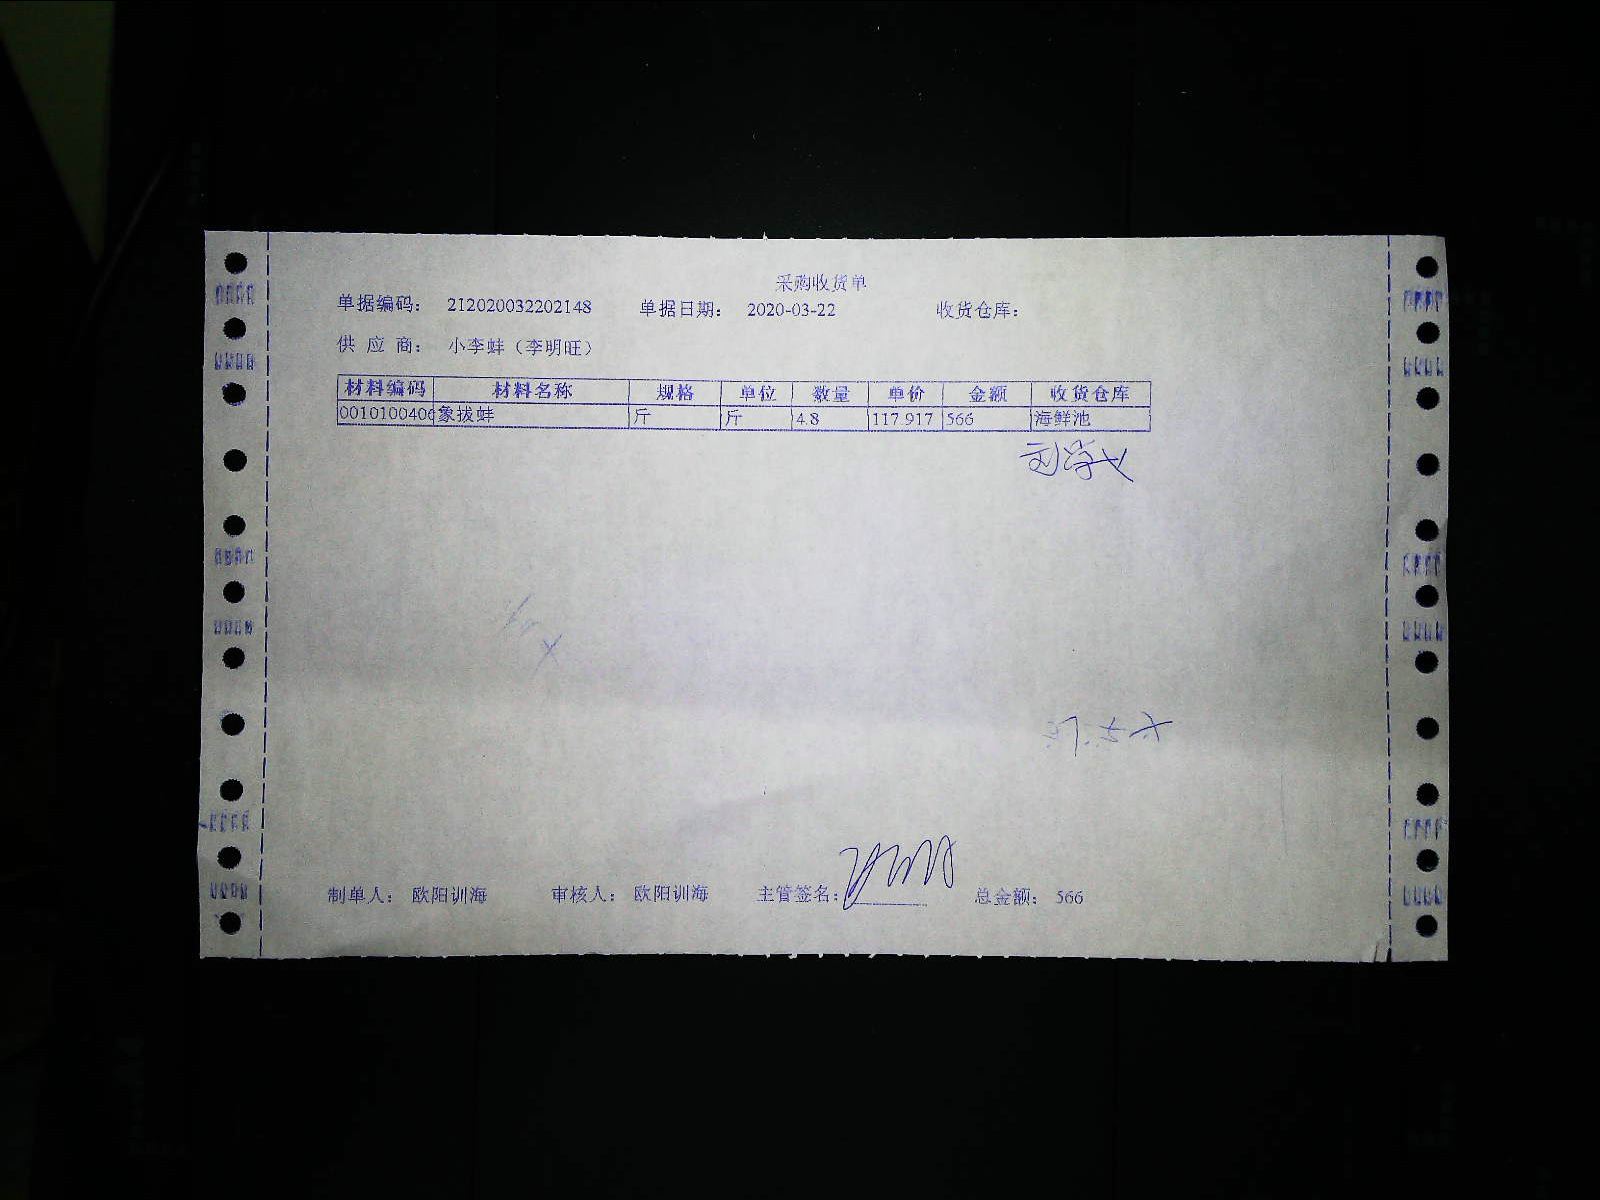 采购收货单
单据编码： 212020032202148 单据日期： 2020-03-22 收货仓库：
供 应 商： 小李蚌（李明旺）
材料编码 材料名称 规格 单位 数量 单价 金额 收货仓库
0010100406 象拔蚌 斤 斤 4.8 117.917 566 海鲜池
制单人： 欧阳训海 审核人： 欧阳训海 主管签名： 总金额： 566